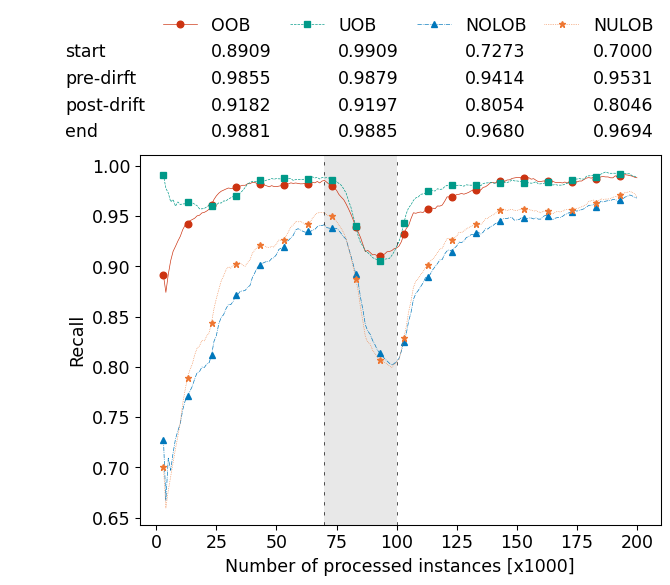 OOB UOB NOLOB NULOB
start 0.8909 0.9909 0.7273 0.7000
pre-dirft 0.9855 0.9879 0.9414 0.9531
post-drift 0.9182 0.9197 0.8054 0.8046
end 0.9881 0.9885 0.9680 0.9694
1.00
0.95
0.90
0.85
0.80
0.75
0.70
0.65
Recall
0 25 50 75 100 125 150 175 200
Number of processed instances [x1000]